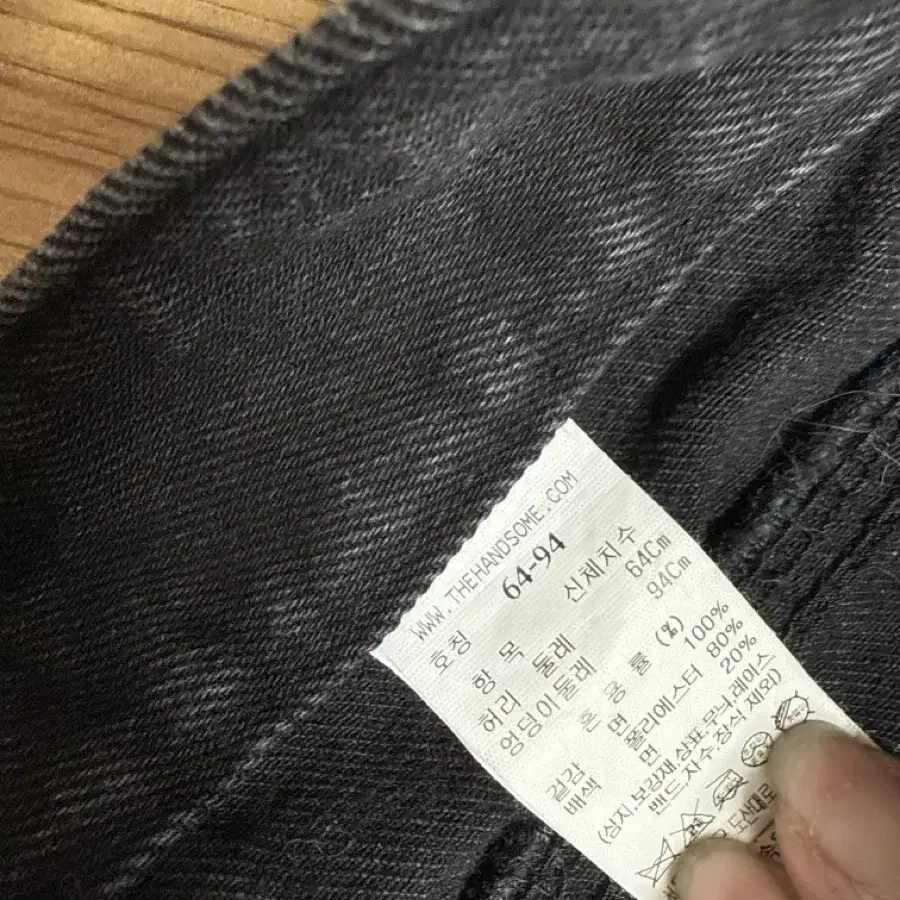 WWW.THEHANDSOME.COM
호칭 64-94
항 목 신체치수
허리 둘레 64Cm
엉덩이둘레 94Cm
혼 용 률 (%)
겉감 면 100%
배색 폴리에스터 80%
면 20%
(심지,보강재,상표,무늬 레이스
밴드,자수,장식 제외)